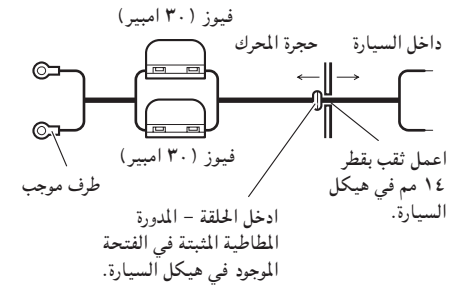 فيوز (٣٠ امبير)
داخل السيارة
حجرة المحرك
فيوز (٣٠ امبير)
طرف موجب
اعمل ثقب بقطر
١٤ مم في هيكل
السيارة.
ادخل الحلقة – المدورة
المطاطية المثبتة في الفتحة
الموجود في هيكل السيارة.